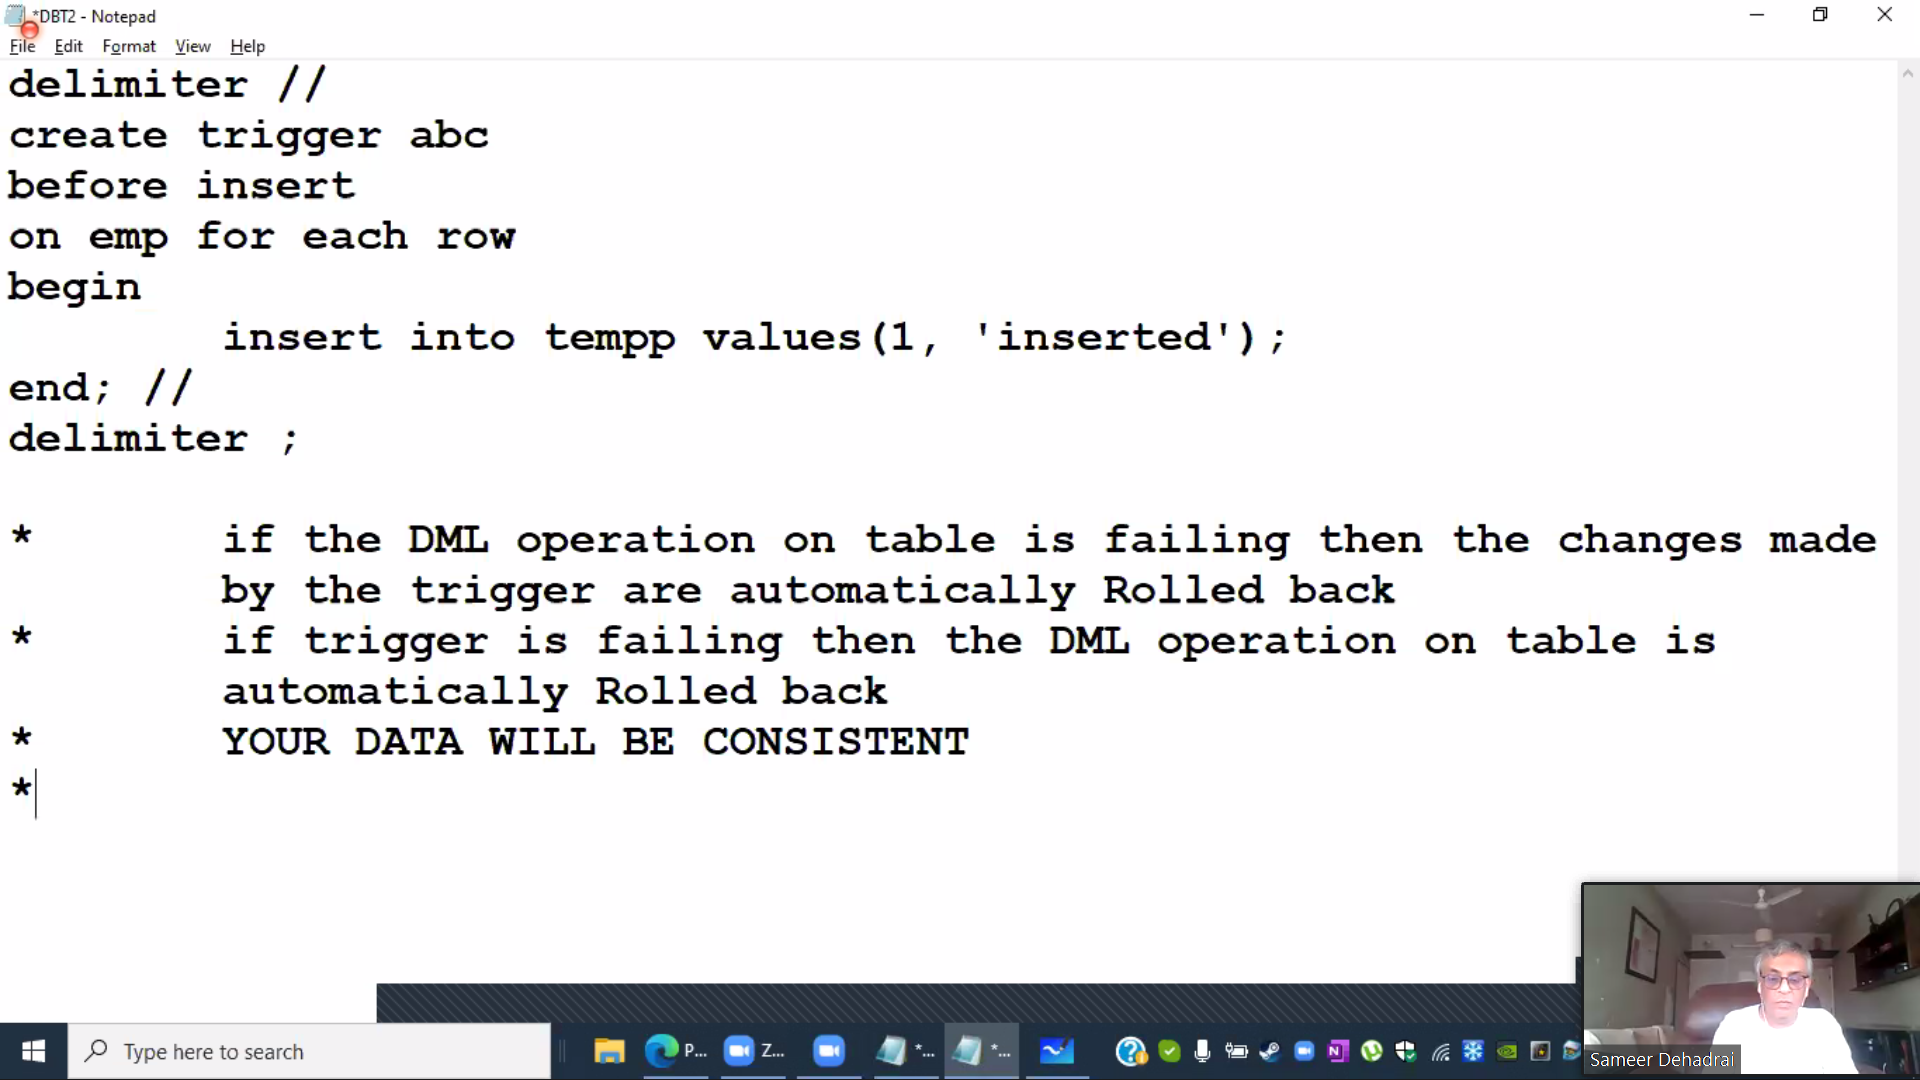 *DBT2 - Notepad
File Edit Format View Help
delimiter //
create trigger abc
before insert
on emp for each row
begin
insert into tempp values(1, 'inserted');
end; //
delimiter ;
* if the DML operation on table is failing then the changes made
by the trigger are automatically Rolled back
* if trigger is failing then the DML operation on table is
automatically Rolled back
* YOUR DATA WILL BE CONSISTENT
*
Type here to search
P...
Z...
*...
*...
Sameer Dehadrai